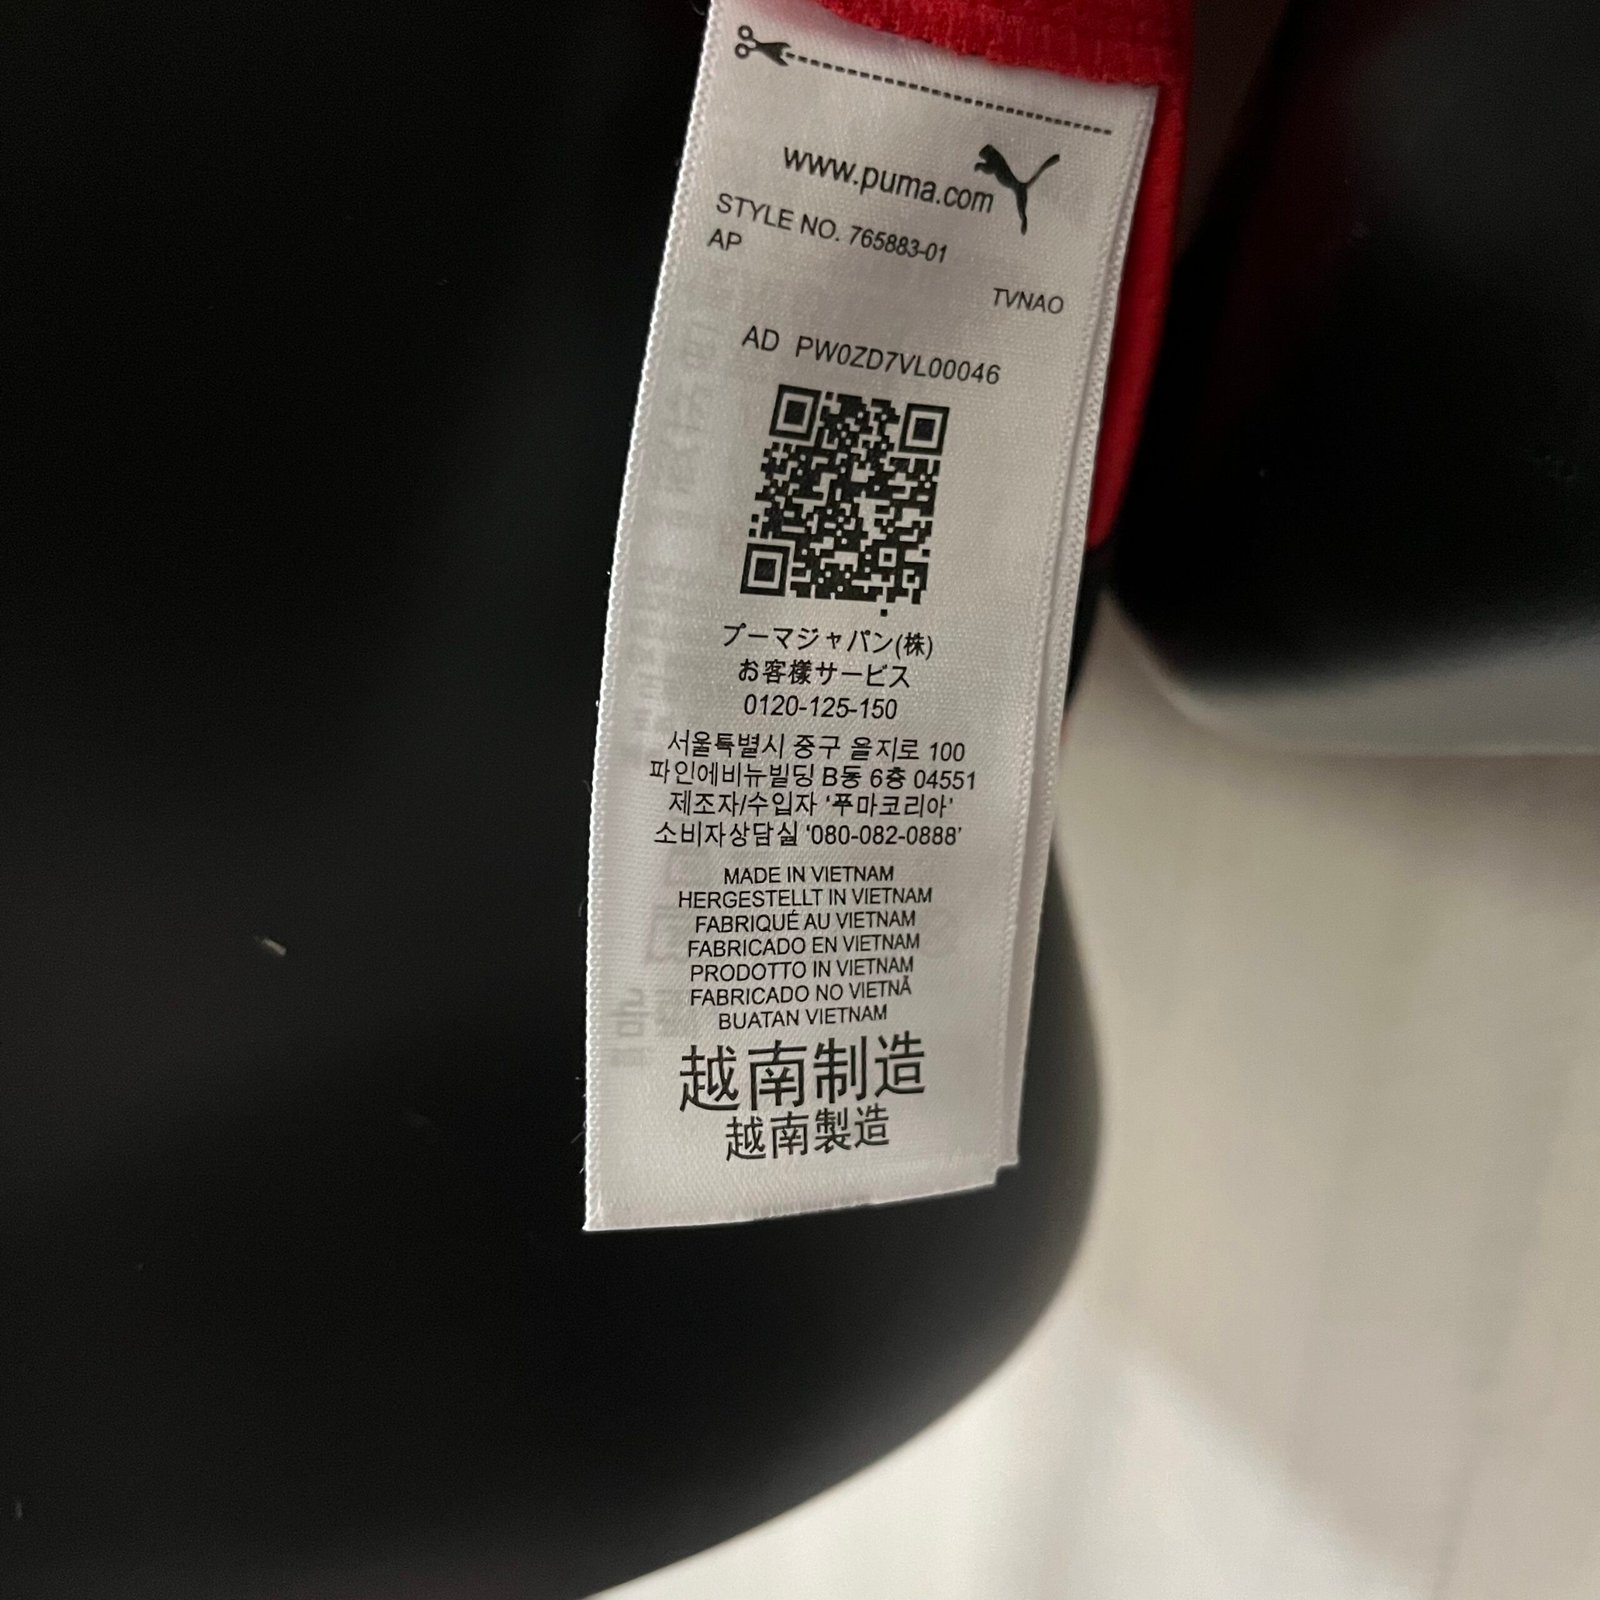 www.puma.com
STYLE NO. 765883-01
AP
TVNAO
AD PW0ZD7VL00046
プーマジャパン(株)
お客様サービス
0120-125-150
서울특별시 중구 을지로 100
파인에비뉴빌딩 B동 6층 04551
제조자/수입자 '푸마코리아'
소비자상담실 '080-082-0888'
MADE IN VIETNAM
HERGESTELLT IN VIETNAM
FABRIQUÉ AU VIETNAM
FABRICADO EN VIETNAM
PRODOTTO IN VIETNAM
FABRICADO NO VIETNÃ
BUATAN VIETNAM
越南制造
越南製造